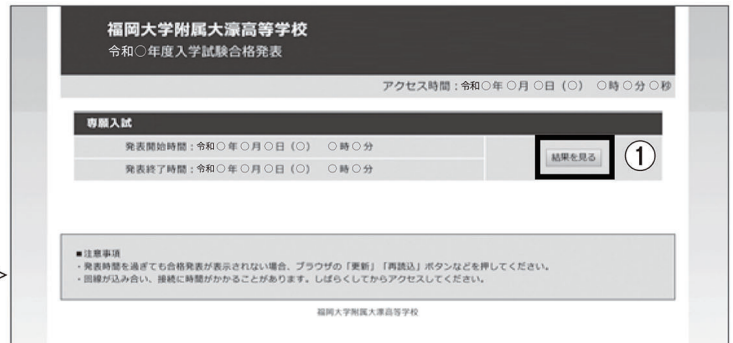 福岡大学附属大濠高等学校
令和○年度入学試験合格発表
アクセス時間：令和○年○月○日（○） ○時○分○秒
専願入試
発表開始時間：令和○年○月○日（○） ○時○分
結果を見る
①
発表終了時間：令和○年○月○日（○） ○時○分
■注意事項
・発表時間を過ぎても合格発表が表示されない場合、ブラウザの「更新」「再読込」ボタンなどを押してください。
・回線が込み合い、接続に時間がかかることがあります。しばらくしてからアクセスしてください。
>
福岡大学附属大濠高等学校